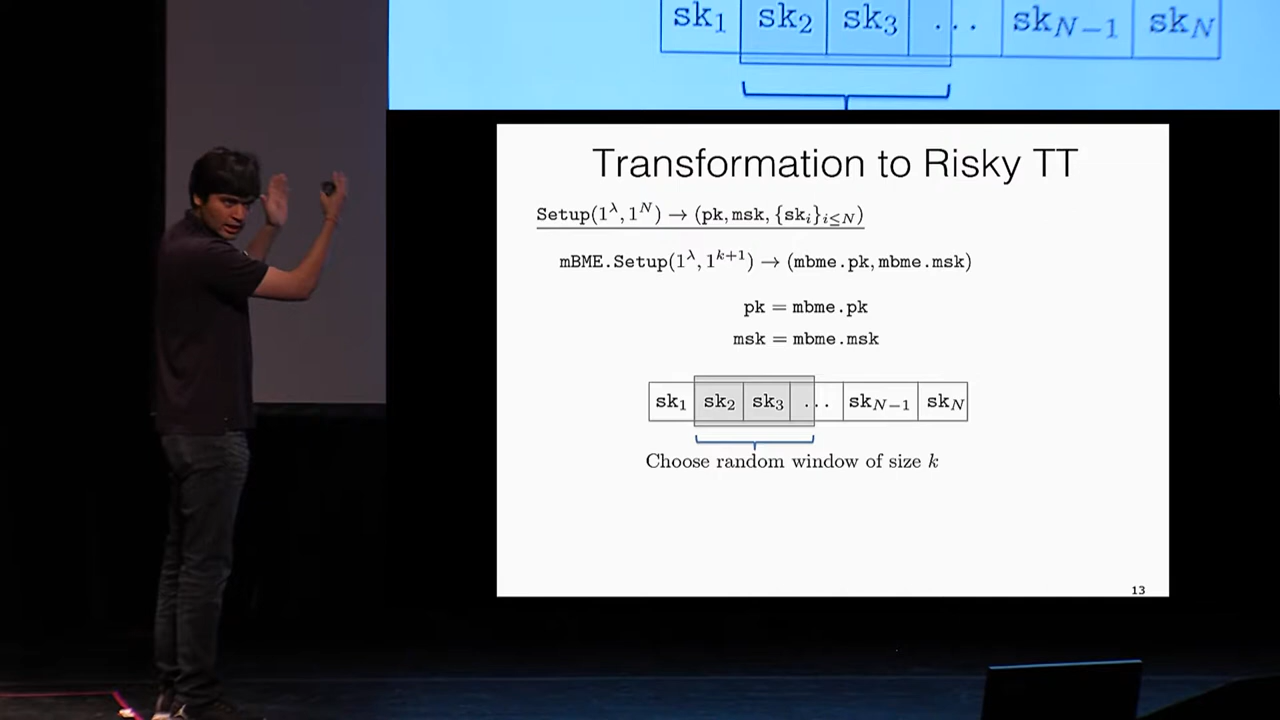 sk₁ sk₂ sk₃ ... sk_{N−1} sk_N
Transformation to Risky TT
Setup(1^λ, 1^N) → (pk, msk, {sk_i}_{i≤N})
mBME.Setup(1^λ, 1^{k+1}) → (mbme.pk, mbme.msk)
pk = mbme.pk
msk = mbme.msk
sk₁ sk₂ sk₃ ... sk_{N−1} sk_N
Choose random window of size k
13